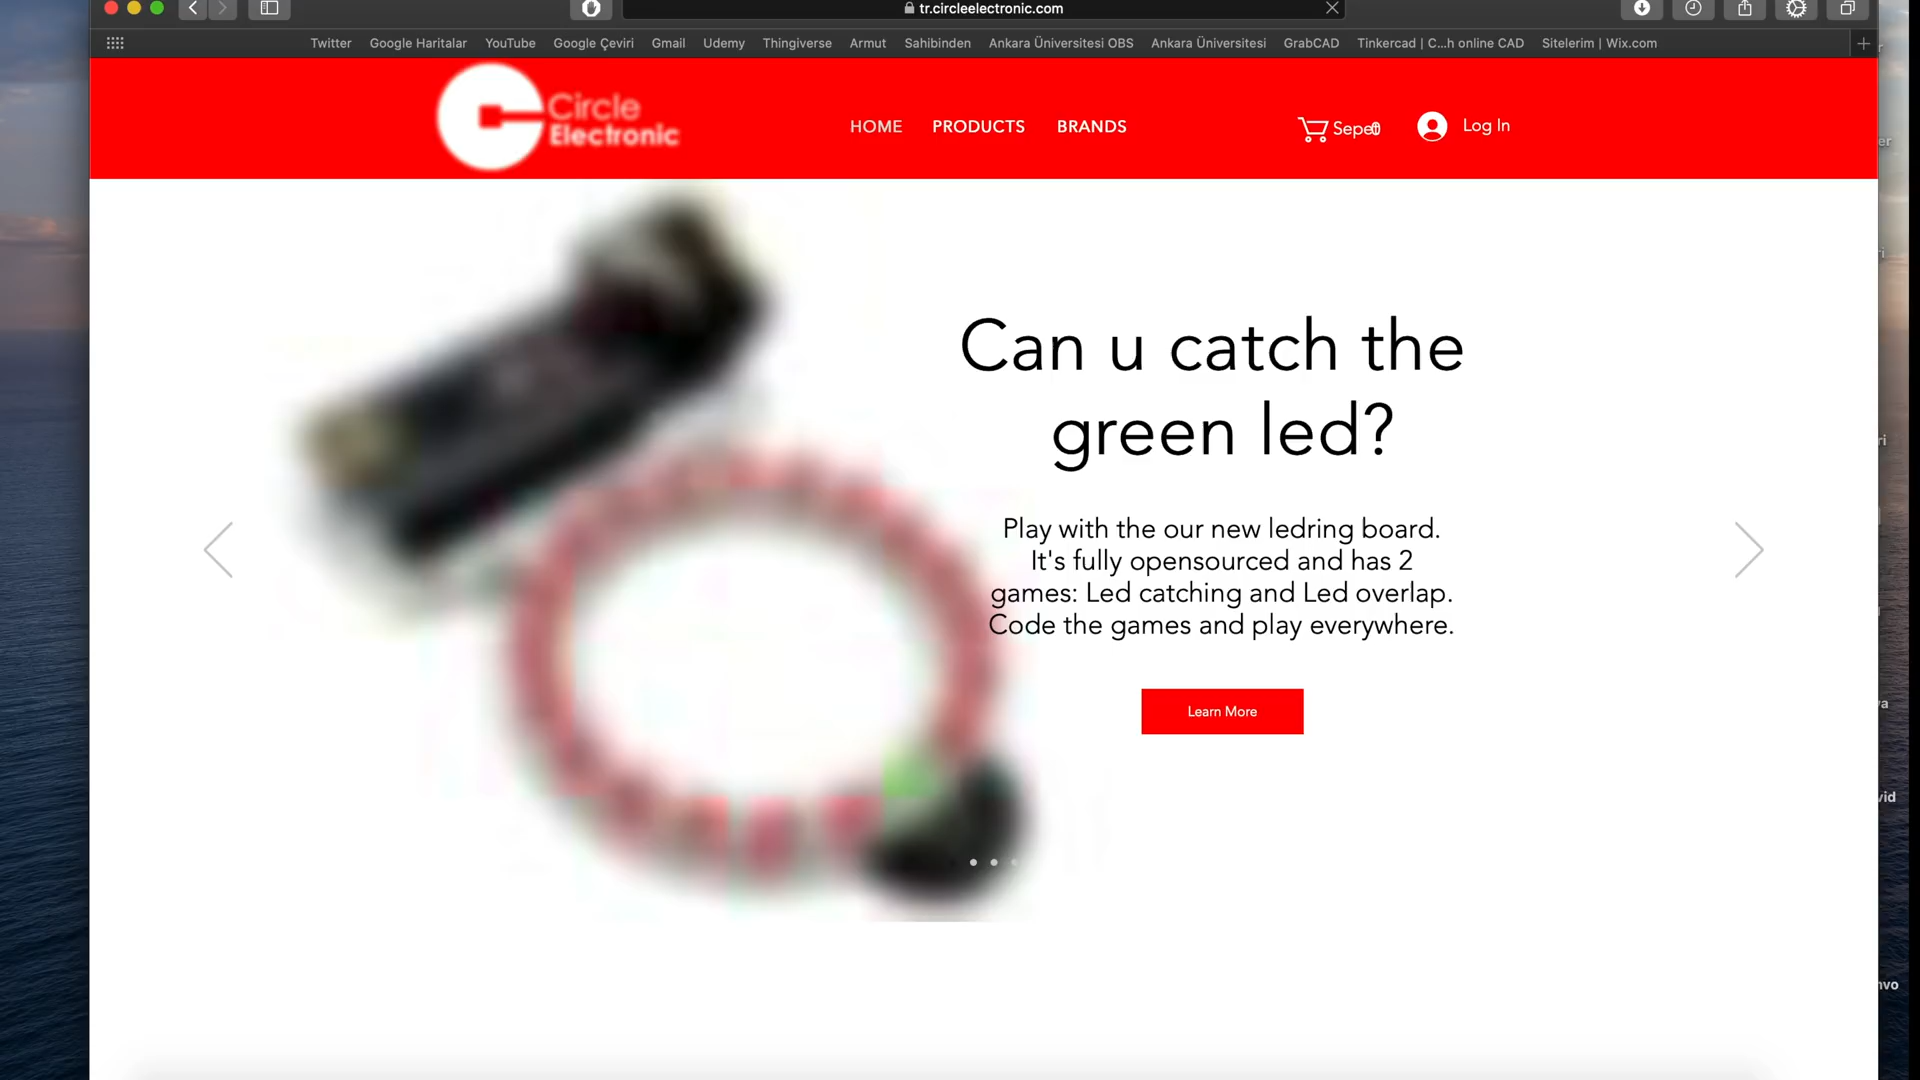 tr.circleelectronic.com
Twitter Google Haritalar YouTube Google Çeviri Gmail Udemy Thingiverse Armut Sahibinden Ankara Üniversitesi OBS Ankara Üniversitesi GrabCAD Tinkercad | C...h online CAD Sitelerim | Wix.com
Circle
Electronic
HOME PRODUCTS BRANDS
Sepet
0
Log In
Can u catch the
green led?
Play with the our new ledring board.
It's fully opensourced and has 2
games: Led catching and Led overlap.
Code the games and play everywhere.
Learn More